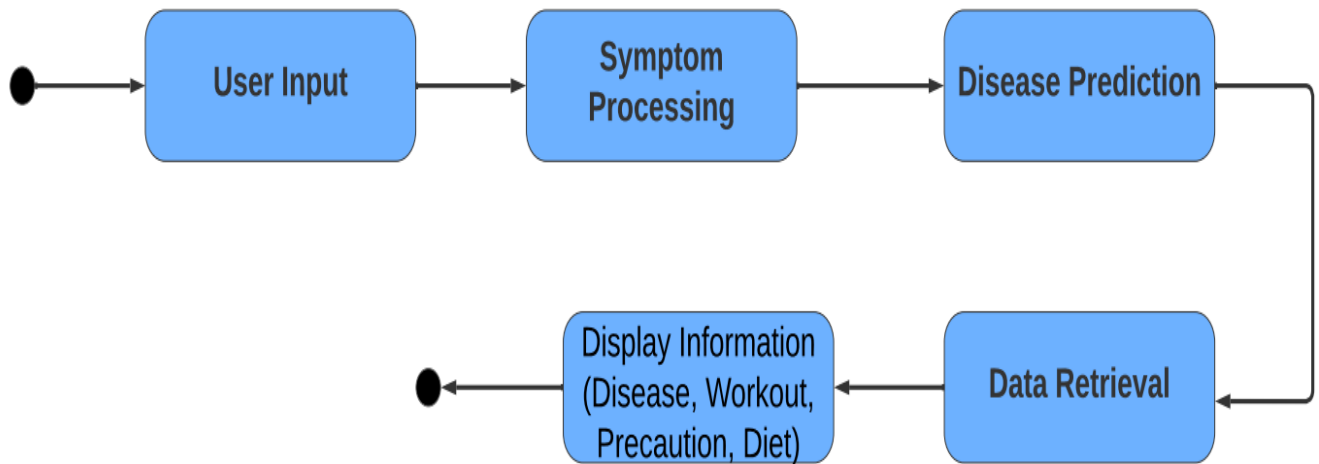 User Input
Symptom
Processing
Disease Prediction
Display Information
(Disease, Workout,
Precaution, Diet)
Data Retrieval